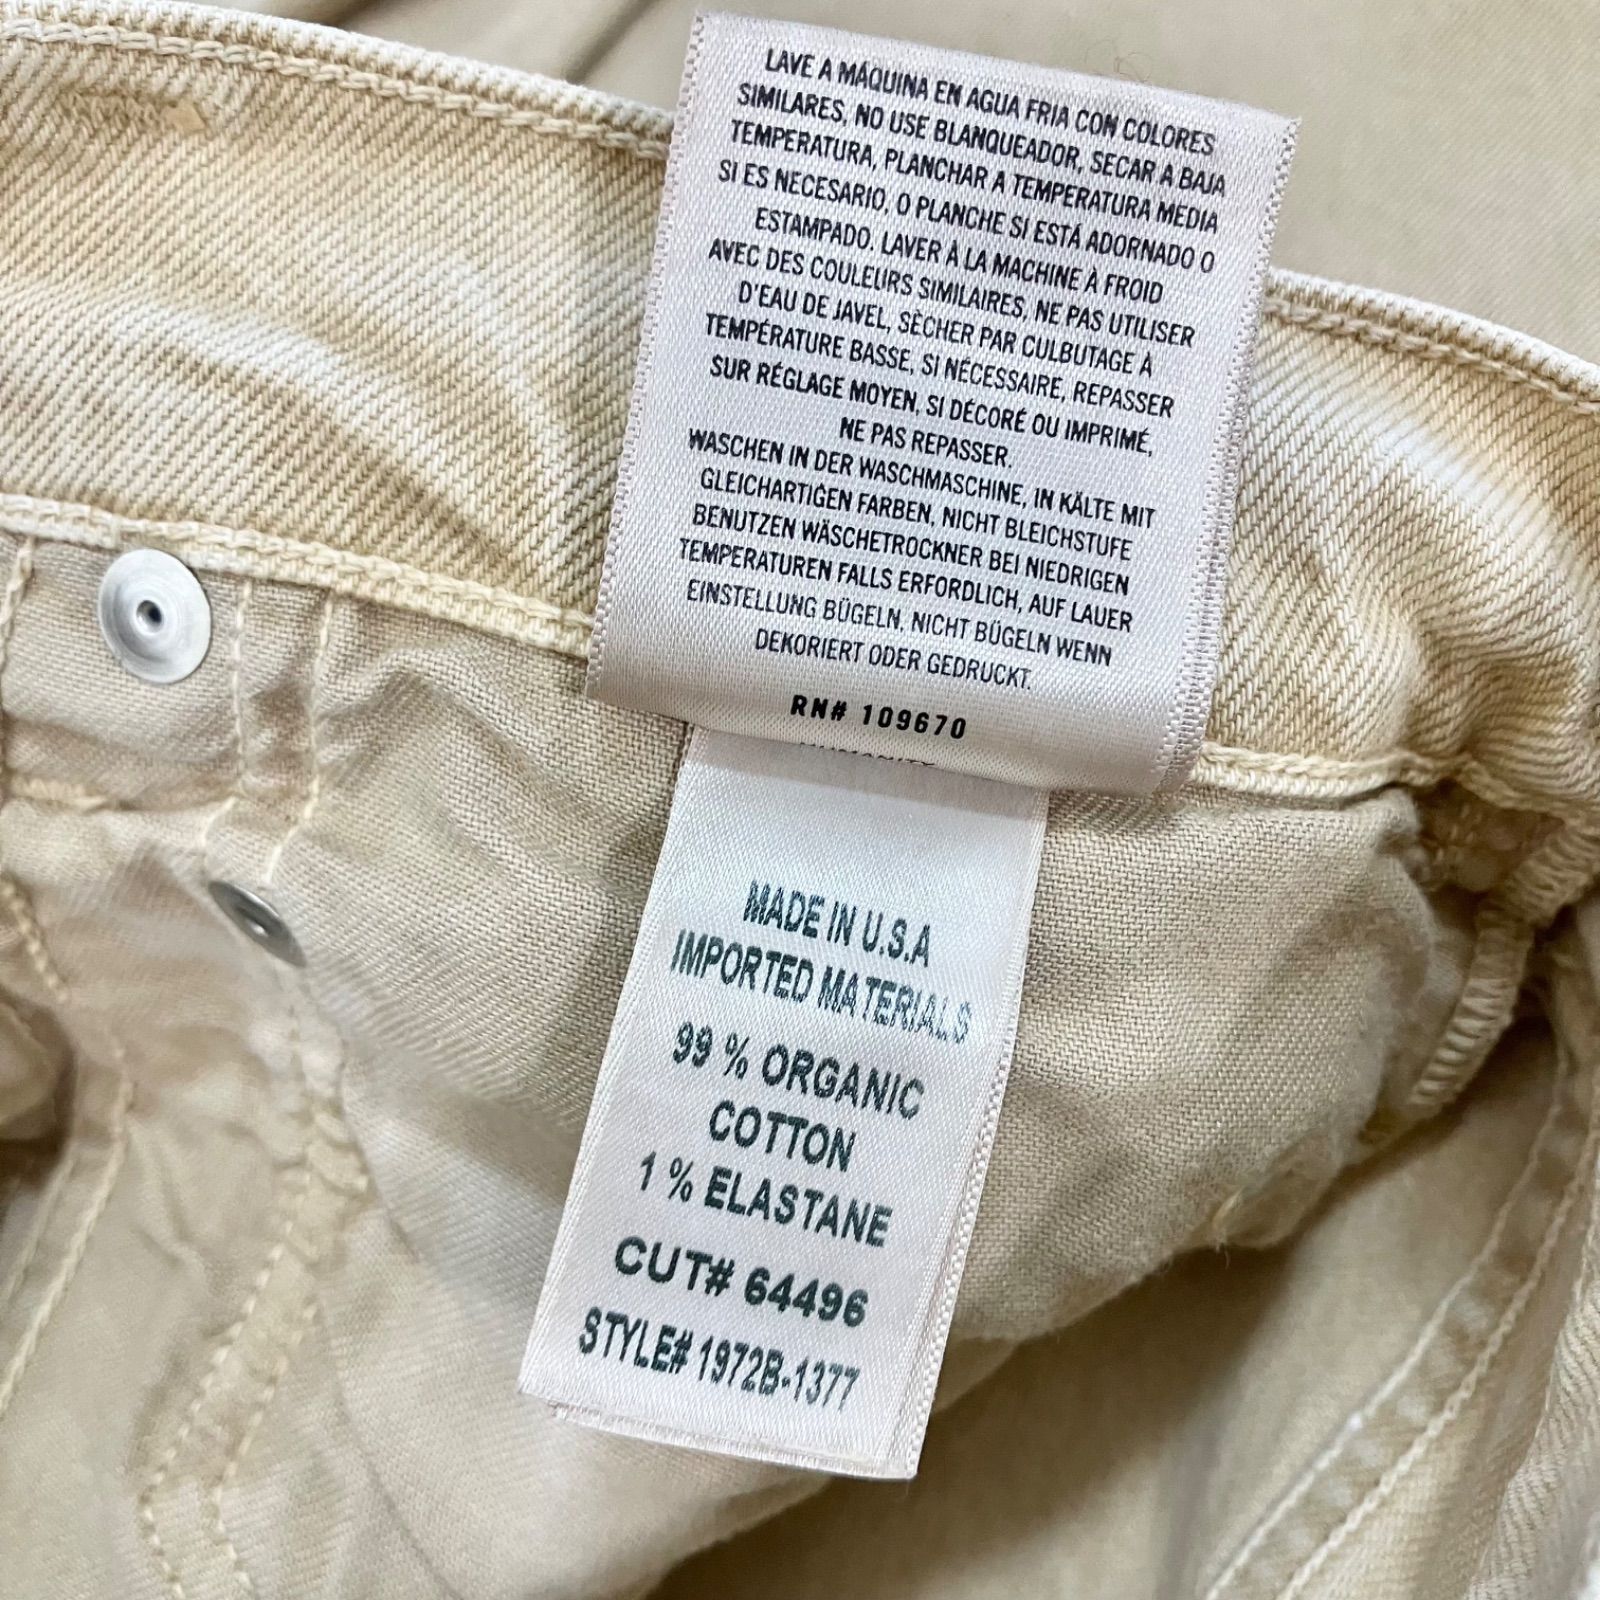 LAVE A MÁQUINA EN AGUA FRIA CON COLORES
SIMILARES, NO USE BLANQUEADOR, SECAR A BAJA
TEMPERATURA, PLANCHAR A TEMPERATURA MEDIA
SI ES NECESARIO, O PLANCHE SI ESTÁ ADORNADO O
ESTAMPADO. LAVER À LA MACHINE À FROID
AVEC DES COULEURS SIMILAIRES, NE PAS UTILISER
D'EAU DE JAVEL, SÈCHER PAR CULBUTAGE À
TEMPÉRATURE BASSE, SI NÉCESSAIRE, REPASSER
SUR RÉGLAGE MOYEN, SI DÉCORÉ OU IMPRIMÉ,
NE PAS REPASSER.
WASCHEN IN DER WASCHMASCHINE, IN KÄLTE MIT
GLEICHARTIGEN FARBEN, NICHT BLEICHSTUFE
BENUTZEN WÄSCHETROCKNER BEI NIEDRIGEN
TEMPERATUREN FALLS ERFORDLICH, AUF LAUER
EINSTELLUNG BÜGELN, NICHT BÜGELN WENN
DEKORIERT ODER GEDRUCKT.
RN# 109670
MADE IN U.S.A
IMPORTED MATERIALS
99 % ORGANIC
COTTON
1 % ELASTANE
CUT# 64496
STYLE# 1972B-1377